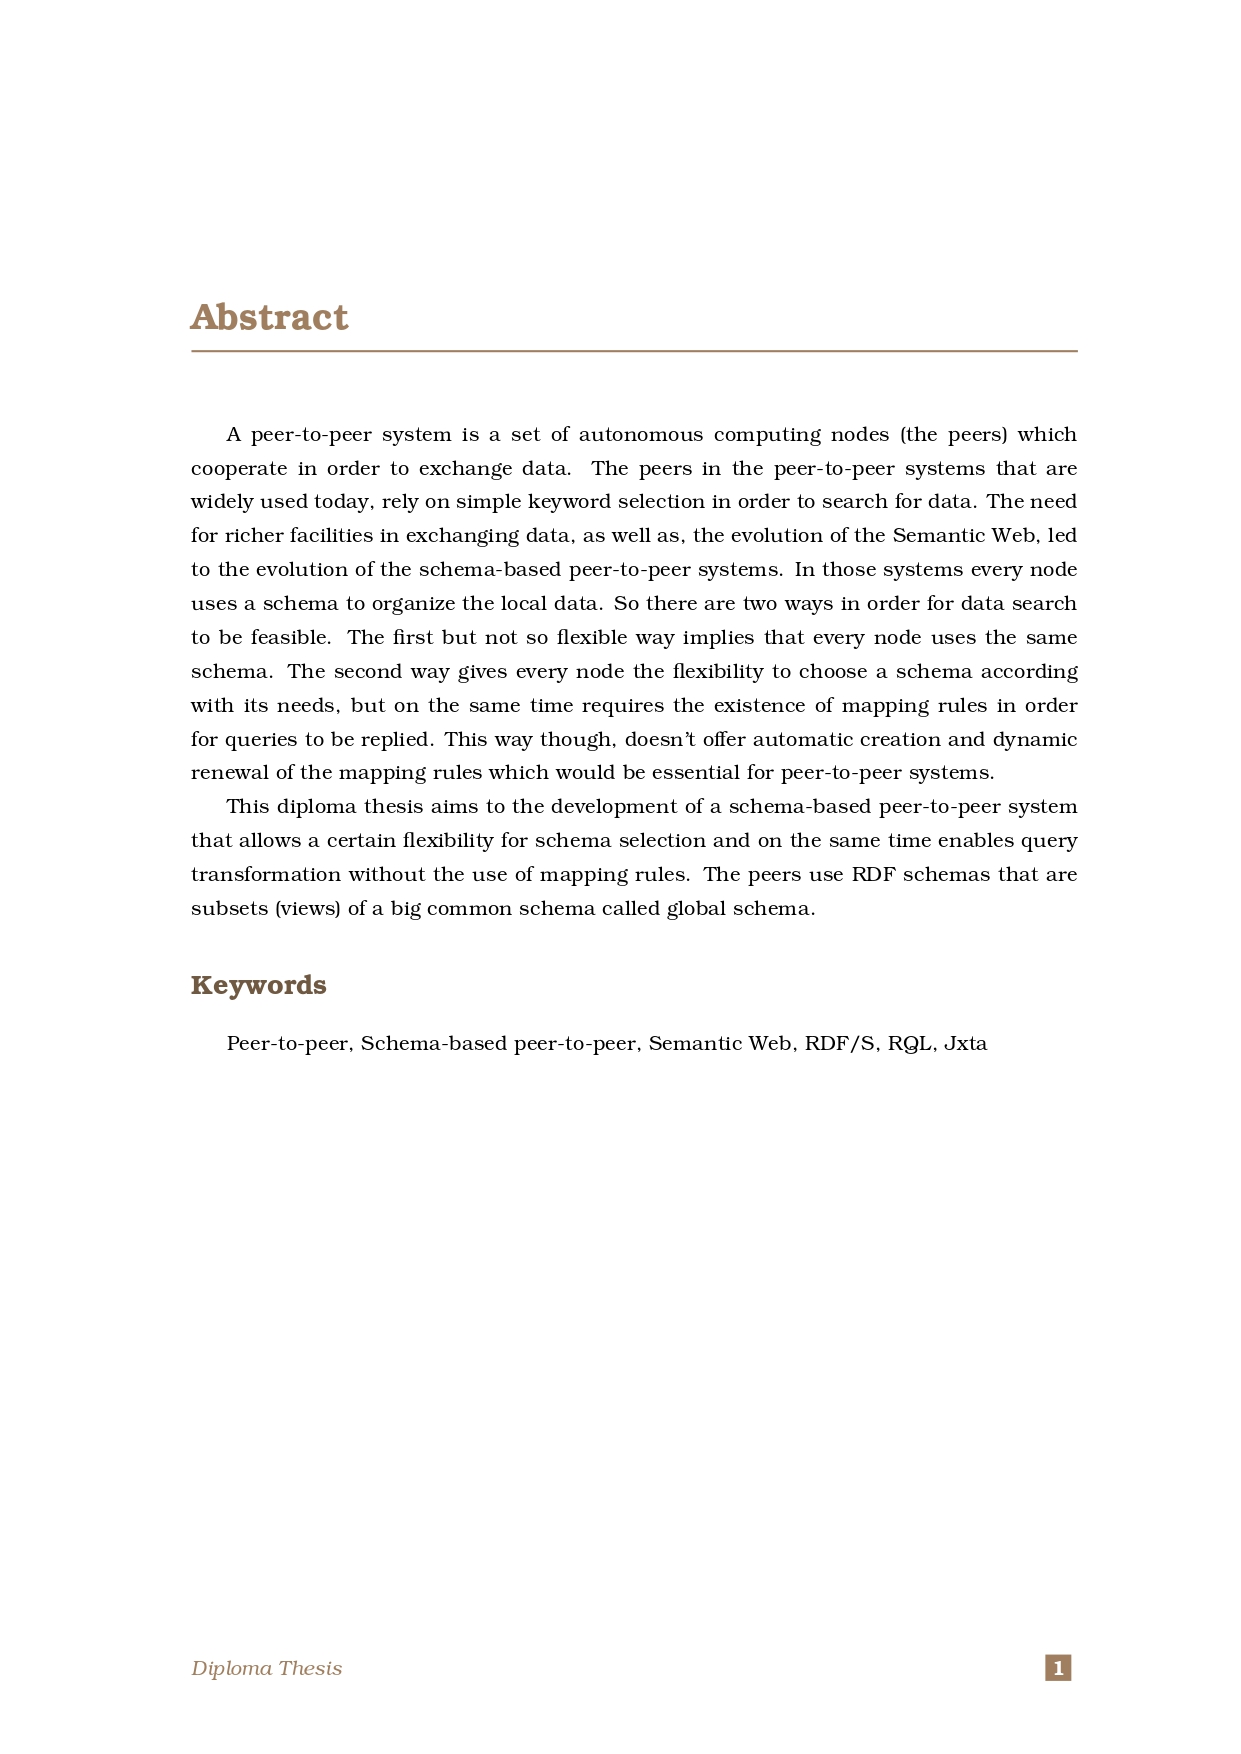 Abstract
A peer-to-peer system is a set of autonomous computing nodes (the peers) which
cooperate in order to exchange data. The peers in the peer-to-peer systems that are
widely used today, rely on simple keyword selection in order to search for data. The need
for richer facilities in exchanging data, as well as, the evolution of the Semantic Web, led
to the evolution of the schema-based peer-to-peer systems. In those systems every node
uses a schema to organize the local data. So there are two ways in order for data search
to be feasible. The first but not so flexible way implies that every node uses the same
schema. The second way gives every node the flexibility to choose a schema according
with its needs, but on the same time requires the existence of mapping rules in order
for queries to be replied. This way though, doesn't offer automatic creation and dynamic
renewal of the mapping rules which would be essential for peer-to-peer systems.
This diploma thesis aims to the development of a schema-based peer-to-peer system
that allows a certain flexibility for schema selection and on the same time enables query
transformation without the use of mapping rules. The peers use RDF schemas that are
subsets (views) of a big common schema called global schema.
Keywords
Peer-to-peer, Schema-based peer-to-peer, Semantic Web, RDF/S, RQL, Jxta
Diploma Thesis 1